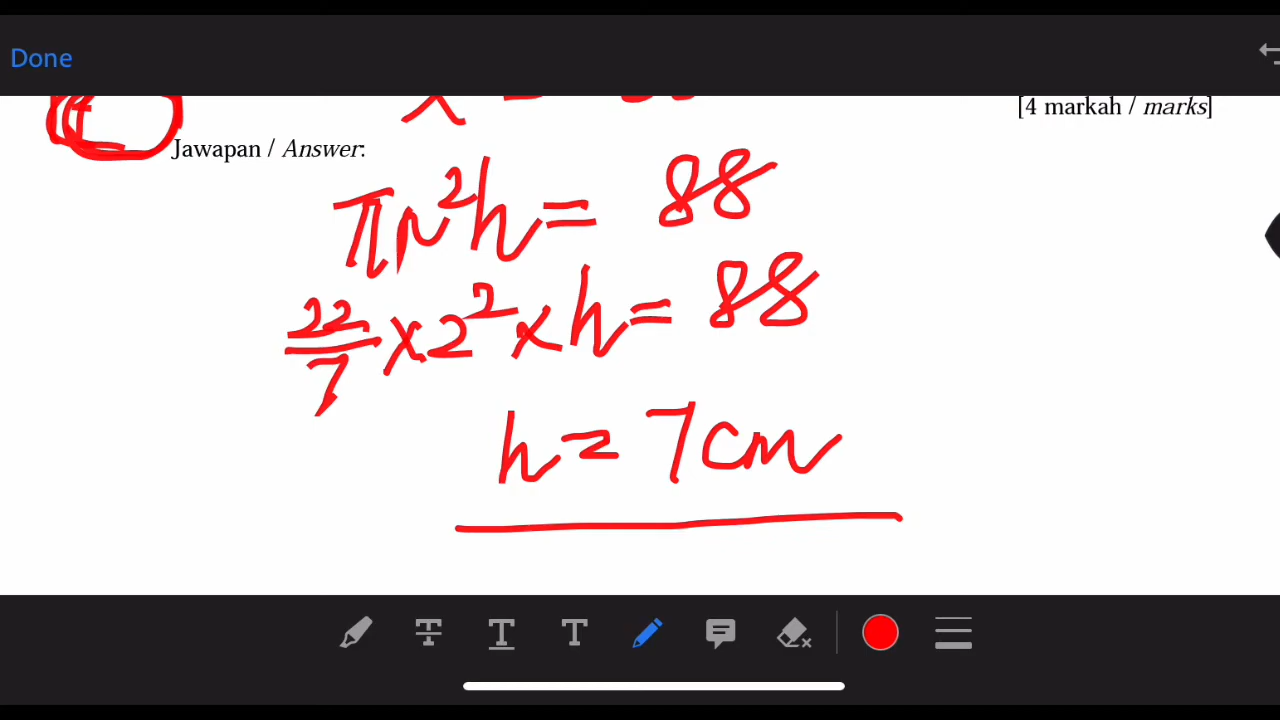 Done
[4 markah / marks]
Jawapan / Answer:
πr²h = 88
22/7 × 2² × h = 88
h = 7cm